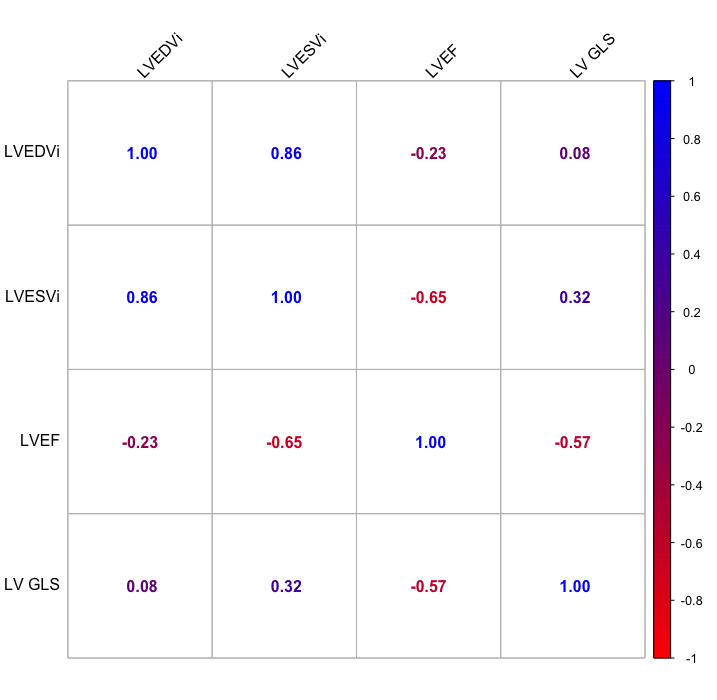 LVEDVi LVESVi LVEF LV GLS
LVEDVi 1.00 0.86 -0.23 0.08
LVESVi 0.86 1.00 -0.65 0.32
LVEF -0.23 -0.65 1.00 -0.57
LV GLS 0.08 0.32 -0.57 1.00
1
0.8
0.6
0.4
0.2
0
-0.2
-0.4
-0.6
-0.8
-1